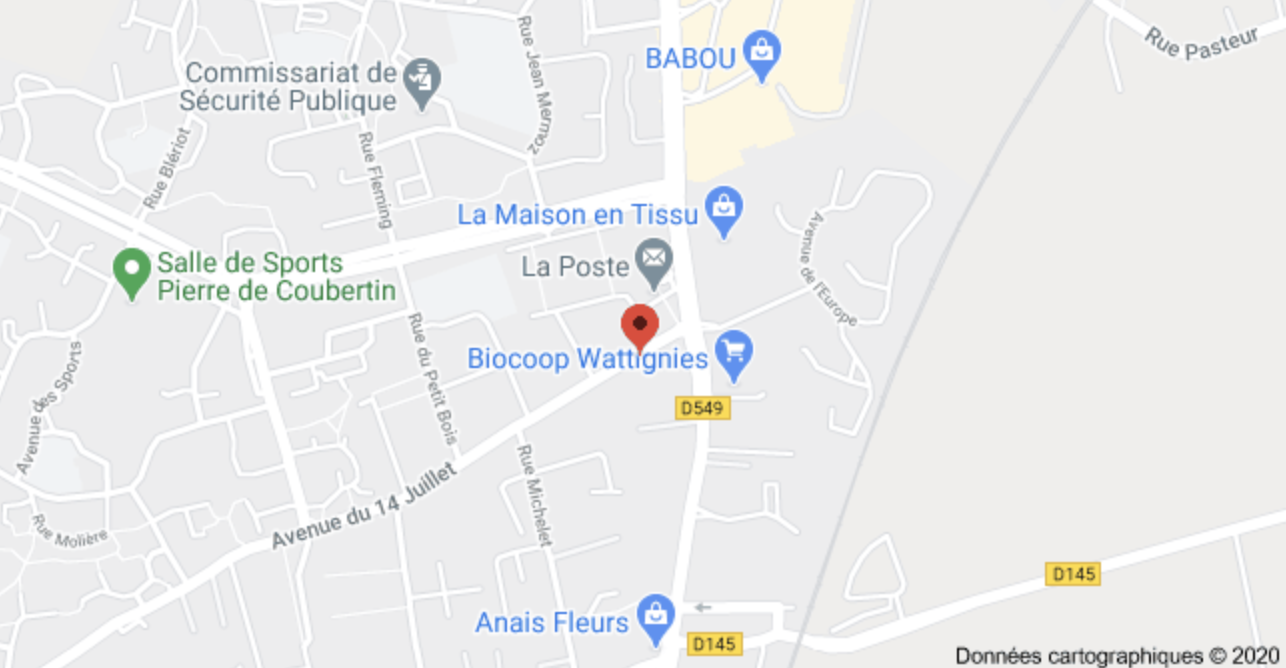 Rue Jean Mermoz
BABOU
Rue Pasteur
Commissariat de
Sécurité Publique
Rue Blériot
Rue Fleming
La Maison en Tissu
Avenue de l'Europe
Salle de Sports
Pierre de Coubertin
La Poste
Rue du Petit Bois
Biocoop Wattignies
Avenue des Sports
D549
Rue Michelet
Avenue du 14 Juillet
Rue Molière
D145
Anais Fleurs
D145
Données cartographiques © 2020